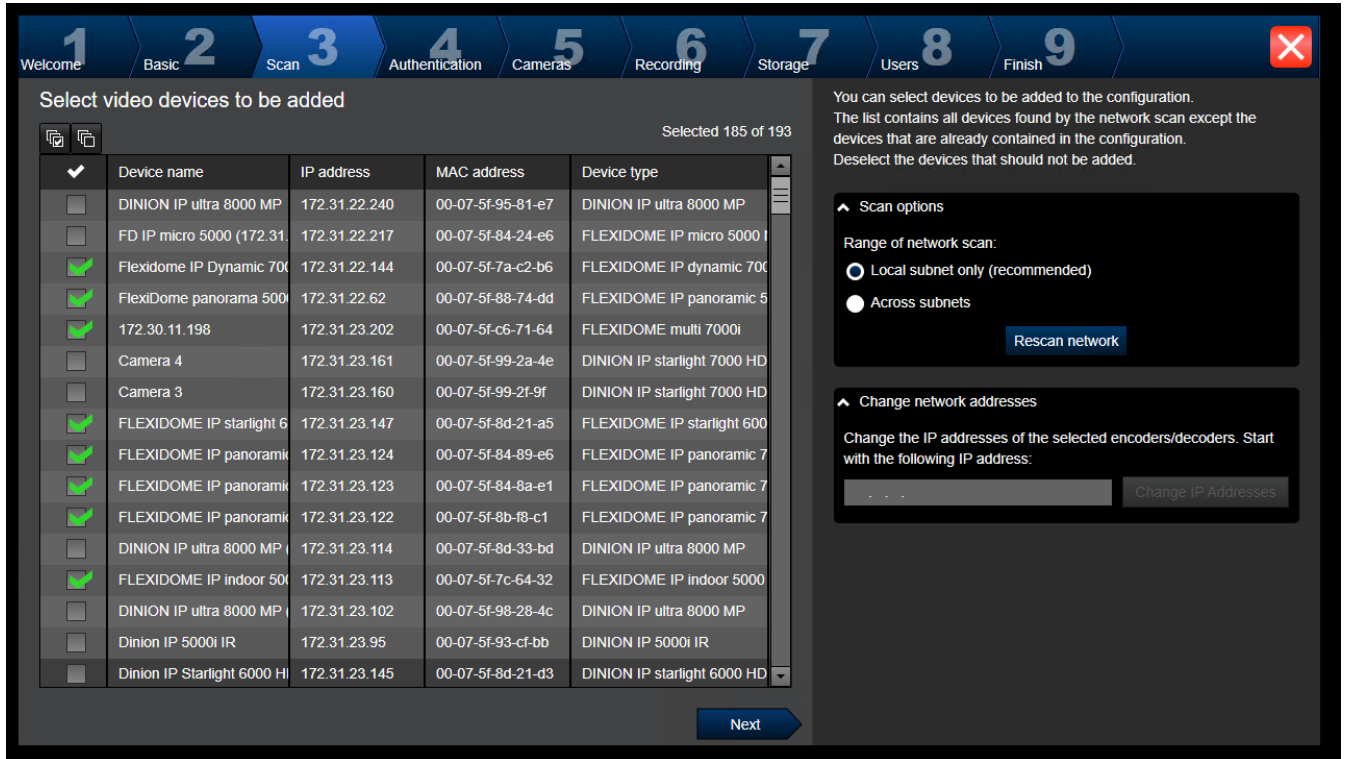 1 2 3 4 5 6 7 8 9
Welcome Basic Scan Authentication Cameras Recording Storage Users Finish
Select video devices to be added
Selected 185 of 193
Device name IP address MAC address Device type
DINION IP ultra 8000 MP 172.31.22.240 00-07-5f-95-81-e7 DINION IP ultra 8000 MP
FD IP micro 5000 (172.31. 172.31.22.217 00-07-5f-84-24-e6 FLEXIDOME IP micro 5000
Flexidome IP Dynamic 700 172.31.22.144 00-07-5f-7a-c2-b6 FLEXIDOME IP dynamic 700
FlexiDome panorama 500 172.31.22.62 00-07-5f-88-74-dd FLEXIDOME IP panoramic 5
172.30.11.198 172.31.23.202 00-07-5f-c6-71-64 FLEXIDOME multi 7000i
Camera 4 172.31.23.161 00-07-5f-99-2a-4e DINION IP starlight 7000 HD
Camera 3 172.31.23.160 00-07-5f-99-2f-9f DINION IP starlight 7000 HD
FLEXIDOME IP starlight 6 172.31.23.147 00-07-5f-8d-21-a5 FLEXIDOME IP starlight 600
FLEXIDOME IP panoramic 172.31.23.124 00-07-5f-84-89-e6 FLEXIDOME IP panoramic 7
FLEXIDOME IP panoramic 172.31.23.123 00-07-5f-84-8a-e1 FLEXIDOME IP panoramic 7
FLEXIDOME IP panoramic 172.31.23.122 00-07-5f-8b-f8-c1 FLEXIDOME IP panoramic 7
DINION IP ultra 8000 MP ( 172.31.23.114 00-07-5f-8d-33-bd DINION IP ultra 8000 MP
FLEXIDOME IP indoor 500 172.31.23.113 00-07-5f-7c-64-32 FLEXIDOME IP indoor 5000
DINION IP ultra 8000 MP ( 172.31.23.102 00-07-5f-98-28-4c DINION IP ultra 8000 MP
Dinion IP 5000i IR 172.31.23.95 00-07-5f-93-cf-bb DINION IP 5000i IR
Dinion IP Starlight 6000 H 172.31.23.145 00-07-5f-8d-21-d3 DINION IP starlight 6000 HD
Next
You can select devices to be added to the configuration.
The list contains all devices found by the network scan except the
devices that are already contained in the configuration.
Deselect the devices that should not be added.
Scan options
Range of network scan:
Local subnet only (recommended)
Across subnets
Rescan network
Change network addresses
Change the IP addresses of the selected encoders/decoders. Start
with the following IP address:
. . .
Change IP Addresses